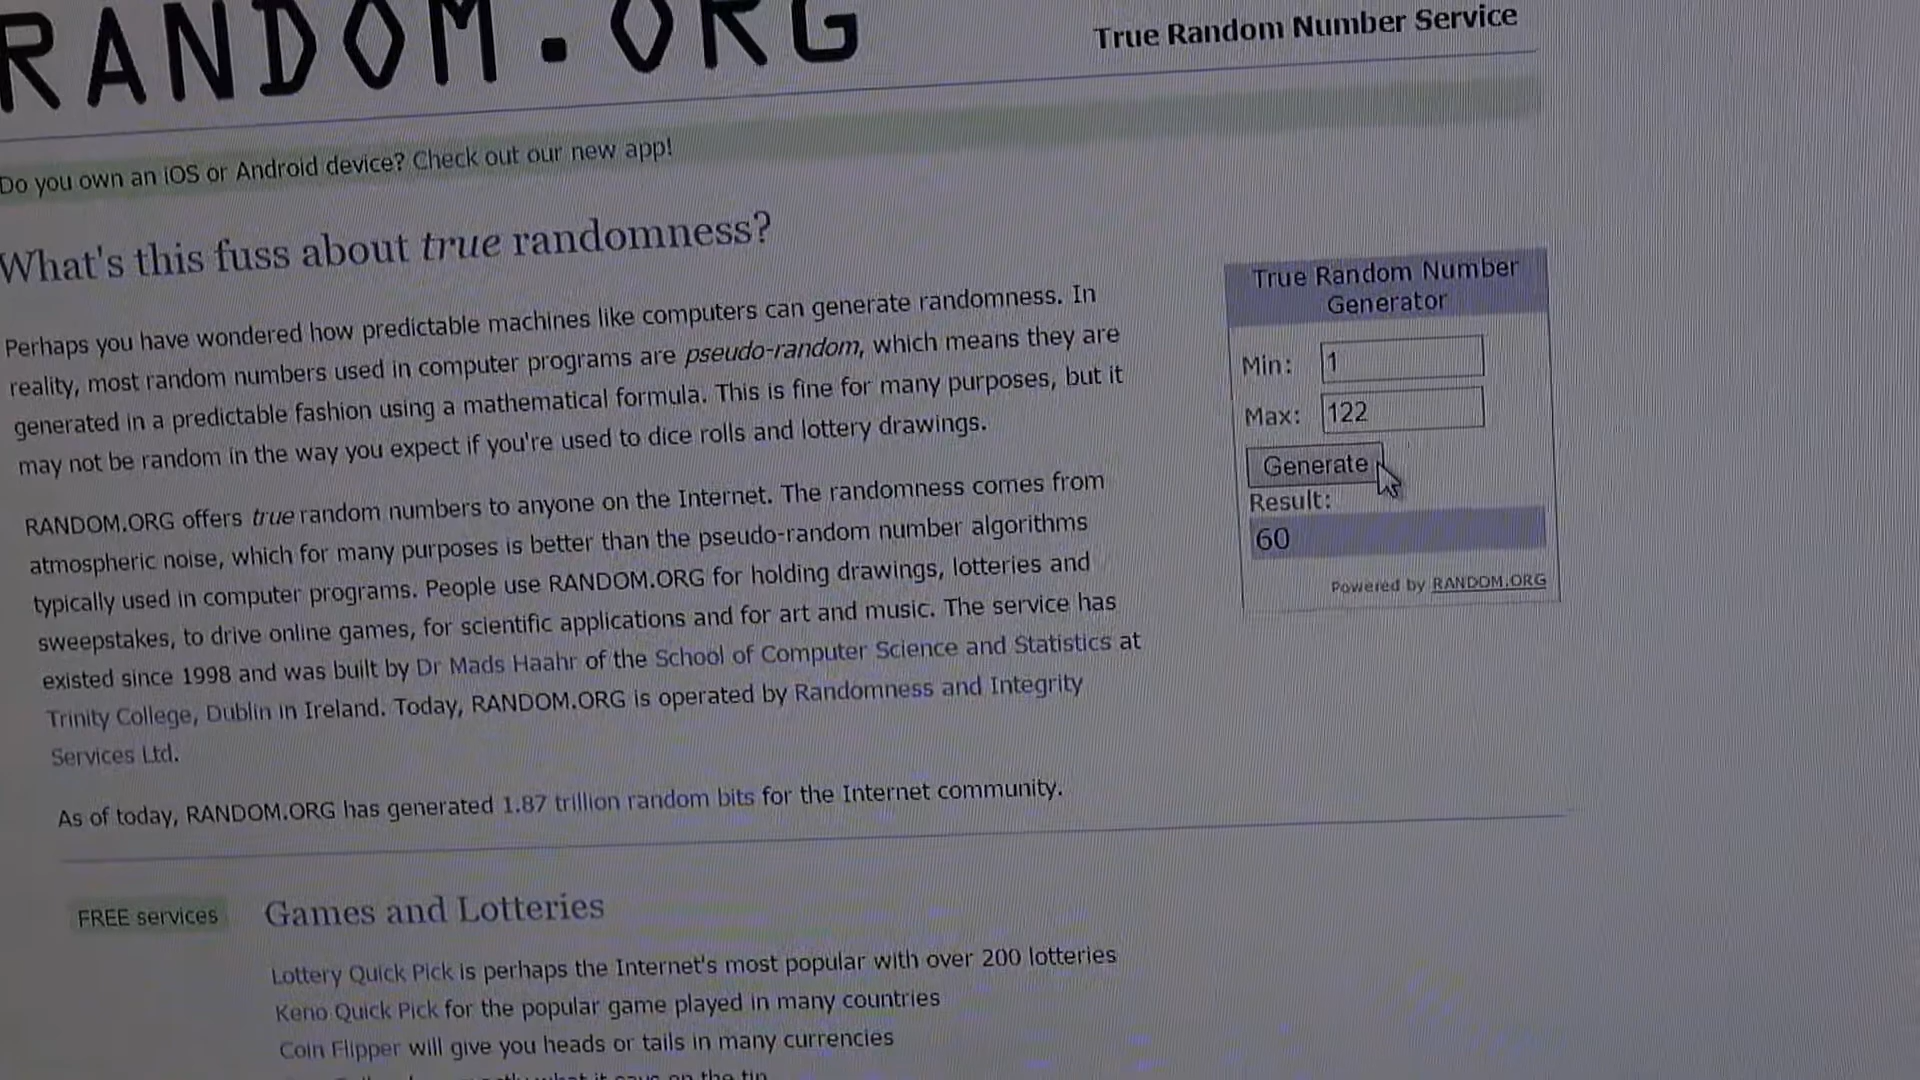 RANDOM.ORG
True Random Number Service
Do you own an iOS or Android device? Check out our new app!
What's this fuss about true randomness?
Perhaps you have wondered how predictable machines like computers can generate randomness. In
reality, most random numbers used in computer programs are pseudo-random, which means they are
generated in a predictable fashion using a mathematical formula. This is fine for many purposes, but it
may not be random in the way you expect if you're used to dice rolls and lottery drawings.
RANDOM.ORG offers true random numbers to anyone on the Internet. The randomness comes from
atmospheric noise, which for many purposes is better than the pseudo-random number algorithms
typically used in computer programs. People use RANDOM.ORG for holding drawings, lotteries and
sweepstakes, to drive online games, for scientific applications and for art and music. The service has
existed since 1998 and was built by Dr Mads Haahr of the School of Computer Science and Statistics at
Trinity College, Dublin in Ireland. Today, RANDOM.ORG is operated by Randomness and Integrity
Services Ltd.
As of today, RANDOM.ORG has generated 1.87 trillion random bits for the Internet community.
True Random Number
Generator
Min: 1
Max: 122
Generate
Result:
60
Powered by RANDOM.ORG
FREE services
Games and Lotteries
Lottery Quick Pick is perhaps the Internet's most popular with over 200 lotteries
Keno Quick Pick for the popular game played in many countries
Coin Flipper will give you heads or tails in many currencies
what it says on the tin